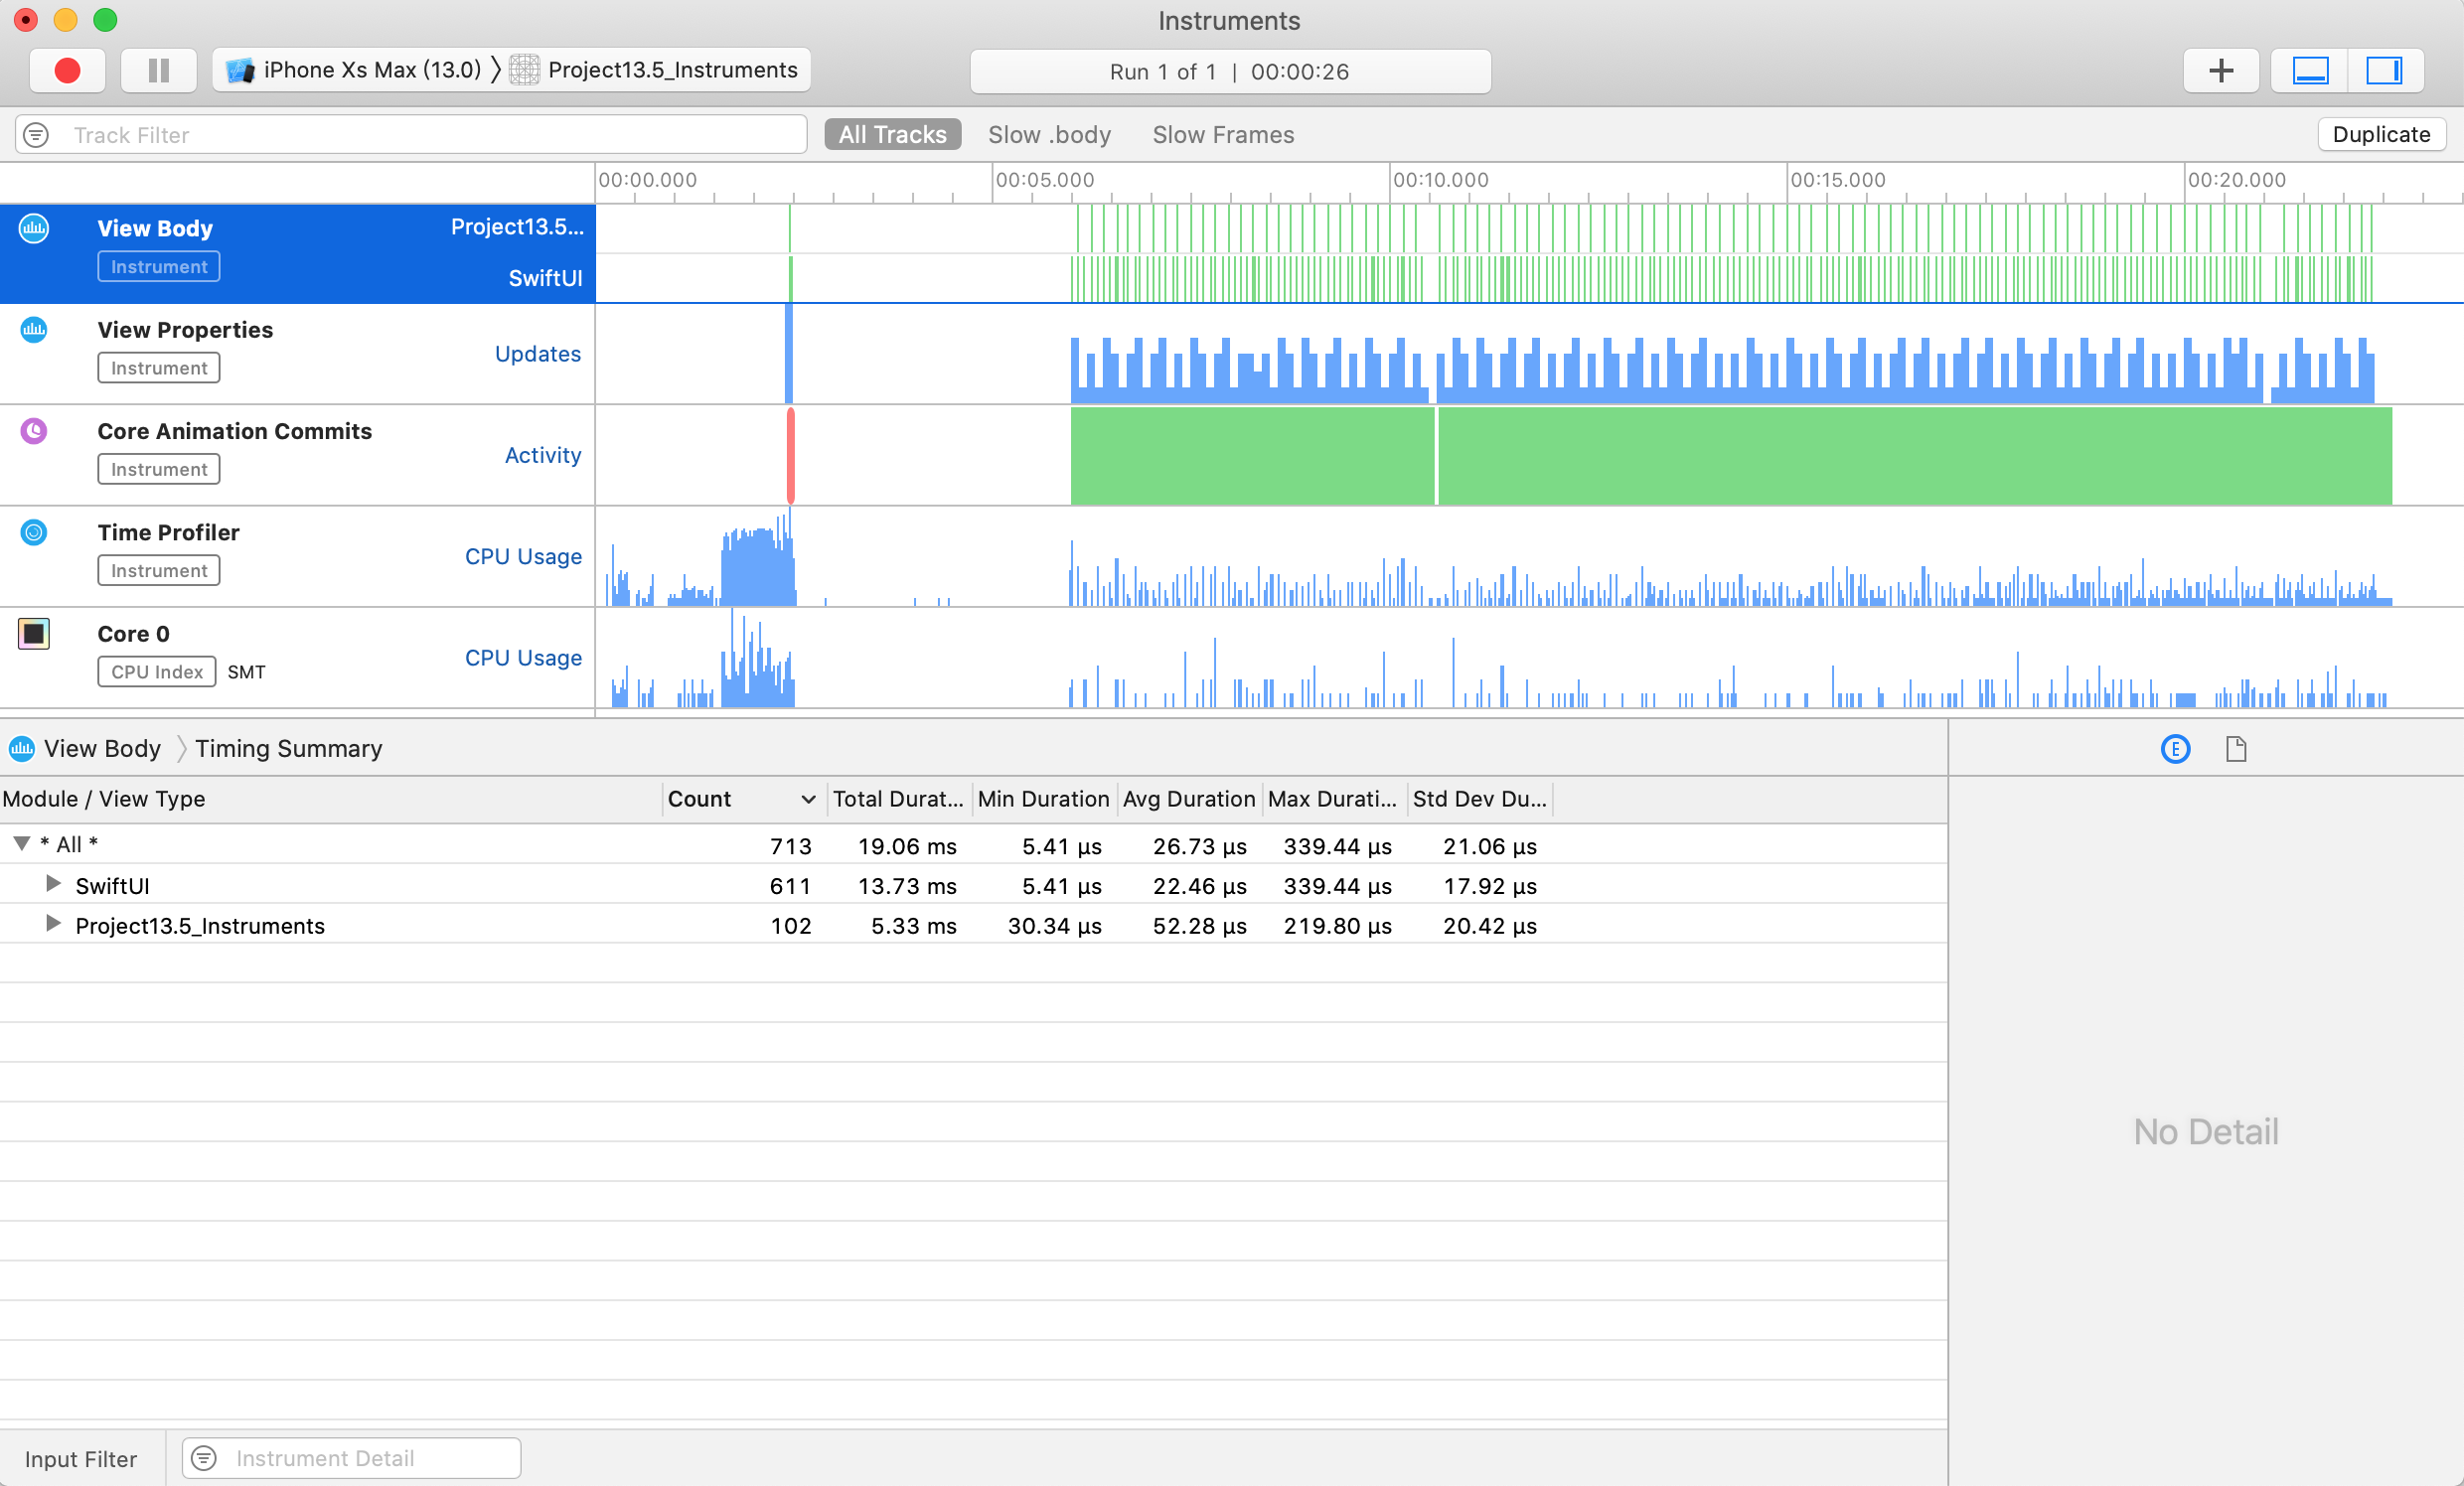 Instruments
iPhone Xs Max (13.0) Project13.5_Instruments
Run 1 of 1 | 00:00:26
Track Filter
All Tracks Slow .body Slow Frames
Duplicate
00:00.000 00:05.000 00:10.000 00:15.000 00:20.000
View Body Project13.5...
Instrument
SwiftUI
View Properties
Updates
Instrument
Core Animation Commits
Activity
Instrument
Time Profiler
CPU Usage
Instrument
Core 0
CPU Usage
CPU Index SMT
View Body Timing Summary
E
Module / View Type Count Total Durat... Min Duration Avg Duration Max Durati... Std Dev Du...
* All * 713 19.06 ms 5.41 µs 26.73 µs 339.44 µs 21.06 µs
SwiftUI 611 13.73 ms 5.41 µs 22.46 µs 339.44 µs 17.92 µs
Project13.5_Instruments 102 5.33 ms 30.34 µs 52.28 µs 219.80 µs 20.42 µs
No Detail
Input Filter Instrument Detail